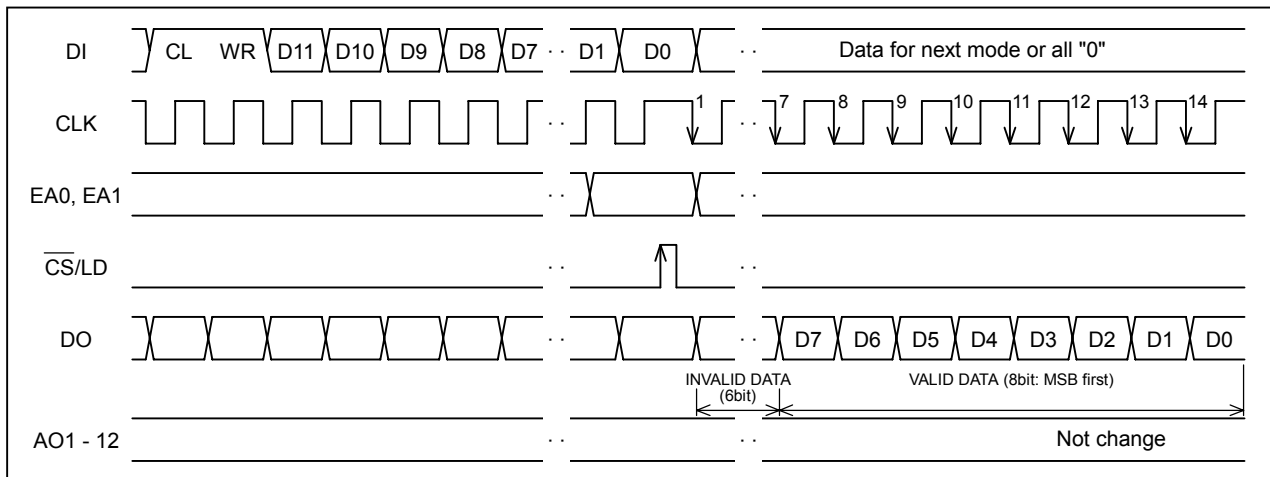 DI CL WR D11 D10 D9 D8 D7 ·· D1 D0 ·· Data for next mode or all "0"
CLK ·· 1 ·· 7 8 9 10 11 12 13 14
EA0, EA1 ·· ··
CS/LD ·· ··
DO ·· ·· D7 D6 D5 D4 D3 D2 D1 D0
INVALID DATA VALID DATA (8bit: MSB first)
(6bit)
AO1 - 12 ·· ·· Not change